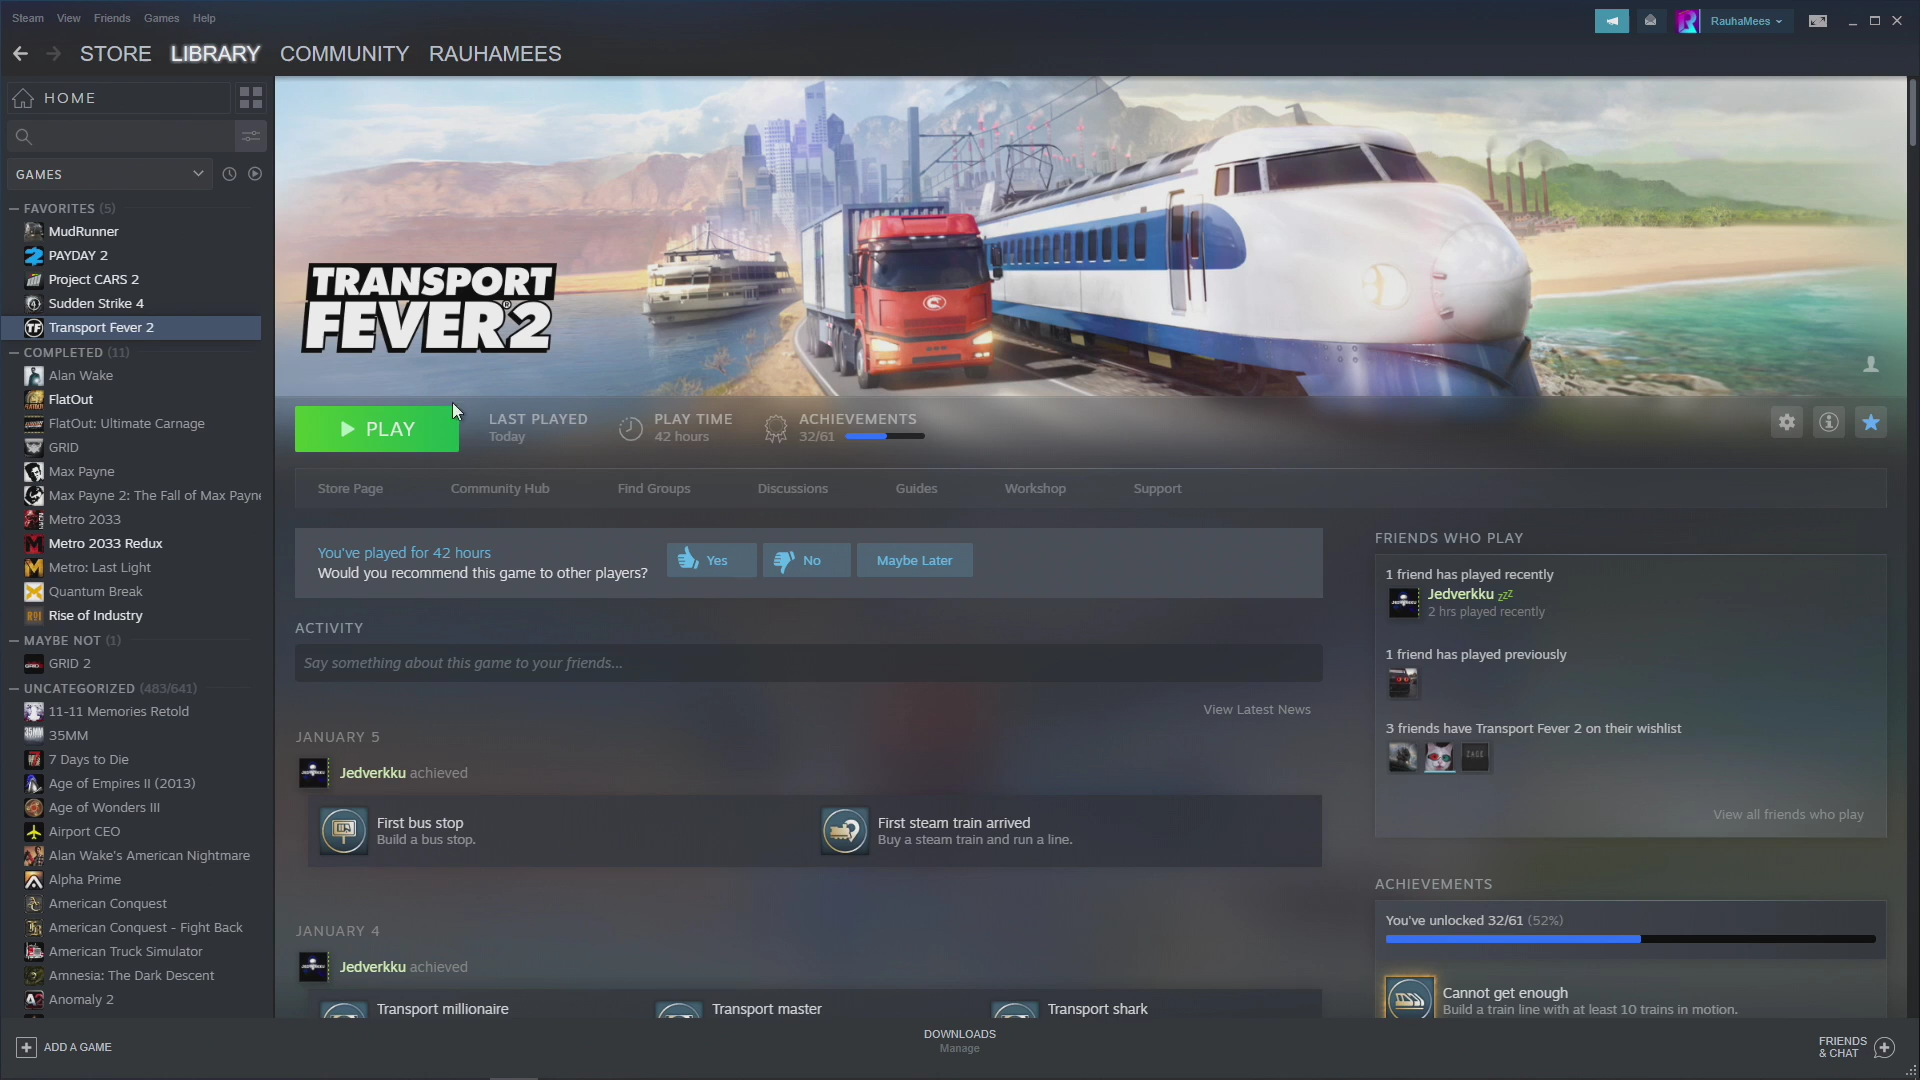 Steam View Friends Games Help
RauhaMees
STORE LIBRARY COMMUNITY RAUHAMEES
HOME
GAMES
FAVORITES (5)
MudRunner
PAYDAY 2
Project CARS 2
Sudden Strike 4
Transport Fever 2
COMPLETED (11)
Alan Wake
FlatOut
FlatOut: Ultimate Carnage
GRID
Max Payne
Max Payne 2: The Fall of Max Payne
Metro 2033
Metro 2033 Redux
Metro: Last Light
Quantum Break
Rise of Industry
MAYBE NOT (1)
GRID 2
UNCATEGORIZED (483/641)
11-11 Memories Retold
35MM
7 Days to Die
Age of Empires II (2013)
Age of Wonders III
Airport CEO
Alan Wake's American Nightmare
Alpha Prime
American Conquest
American Conquest - Fight Back
American Truck Simulator
Amnesia: The Dark Descent
Anomaly 2
ADD A GAME
TRANSPORT
FEVER®2
PLAY
LAST PLAYED
Today
PLAY TIME
42 hours
ACHIEVEMENTS
32/61
Store Page Community Hub Find Groups Discussions Guides Workshop Support
You've played for 42 hours
Would you recommend this game to other players?
Yes
No
Maybe Later
ACTIVITY
Say something about this game to your friends...
View Latest News
JANUARY 5
Jedverkku achieved
First bus stop
Build a bus stop.
First steam train arrived
Buy a steam train and run a line.
JANUARY 4
Jedverkku achieved
Transport millionaire
Transport master
Transport shark
FRIENDS WHO PLAY
1 friend has played recently
Jedverkku zzz
2 hrs played recently
1 friend has played previously
3 friends have Transport Fever 2 on their wishlist
View all friends who play
ACHIEVEMENTS
You've unlocked 32/61 (52%)
Cannot get enough
Build a train line with at least 10 trains in motion.
DOWNLOADS
Manage
FRIENDS
& CHAT